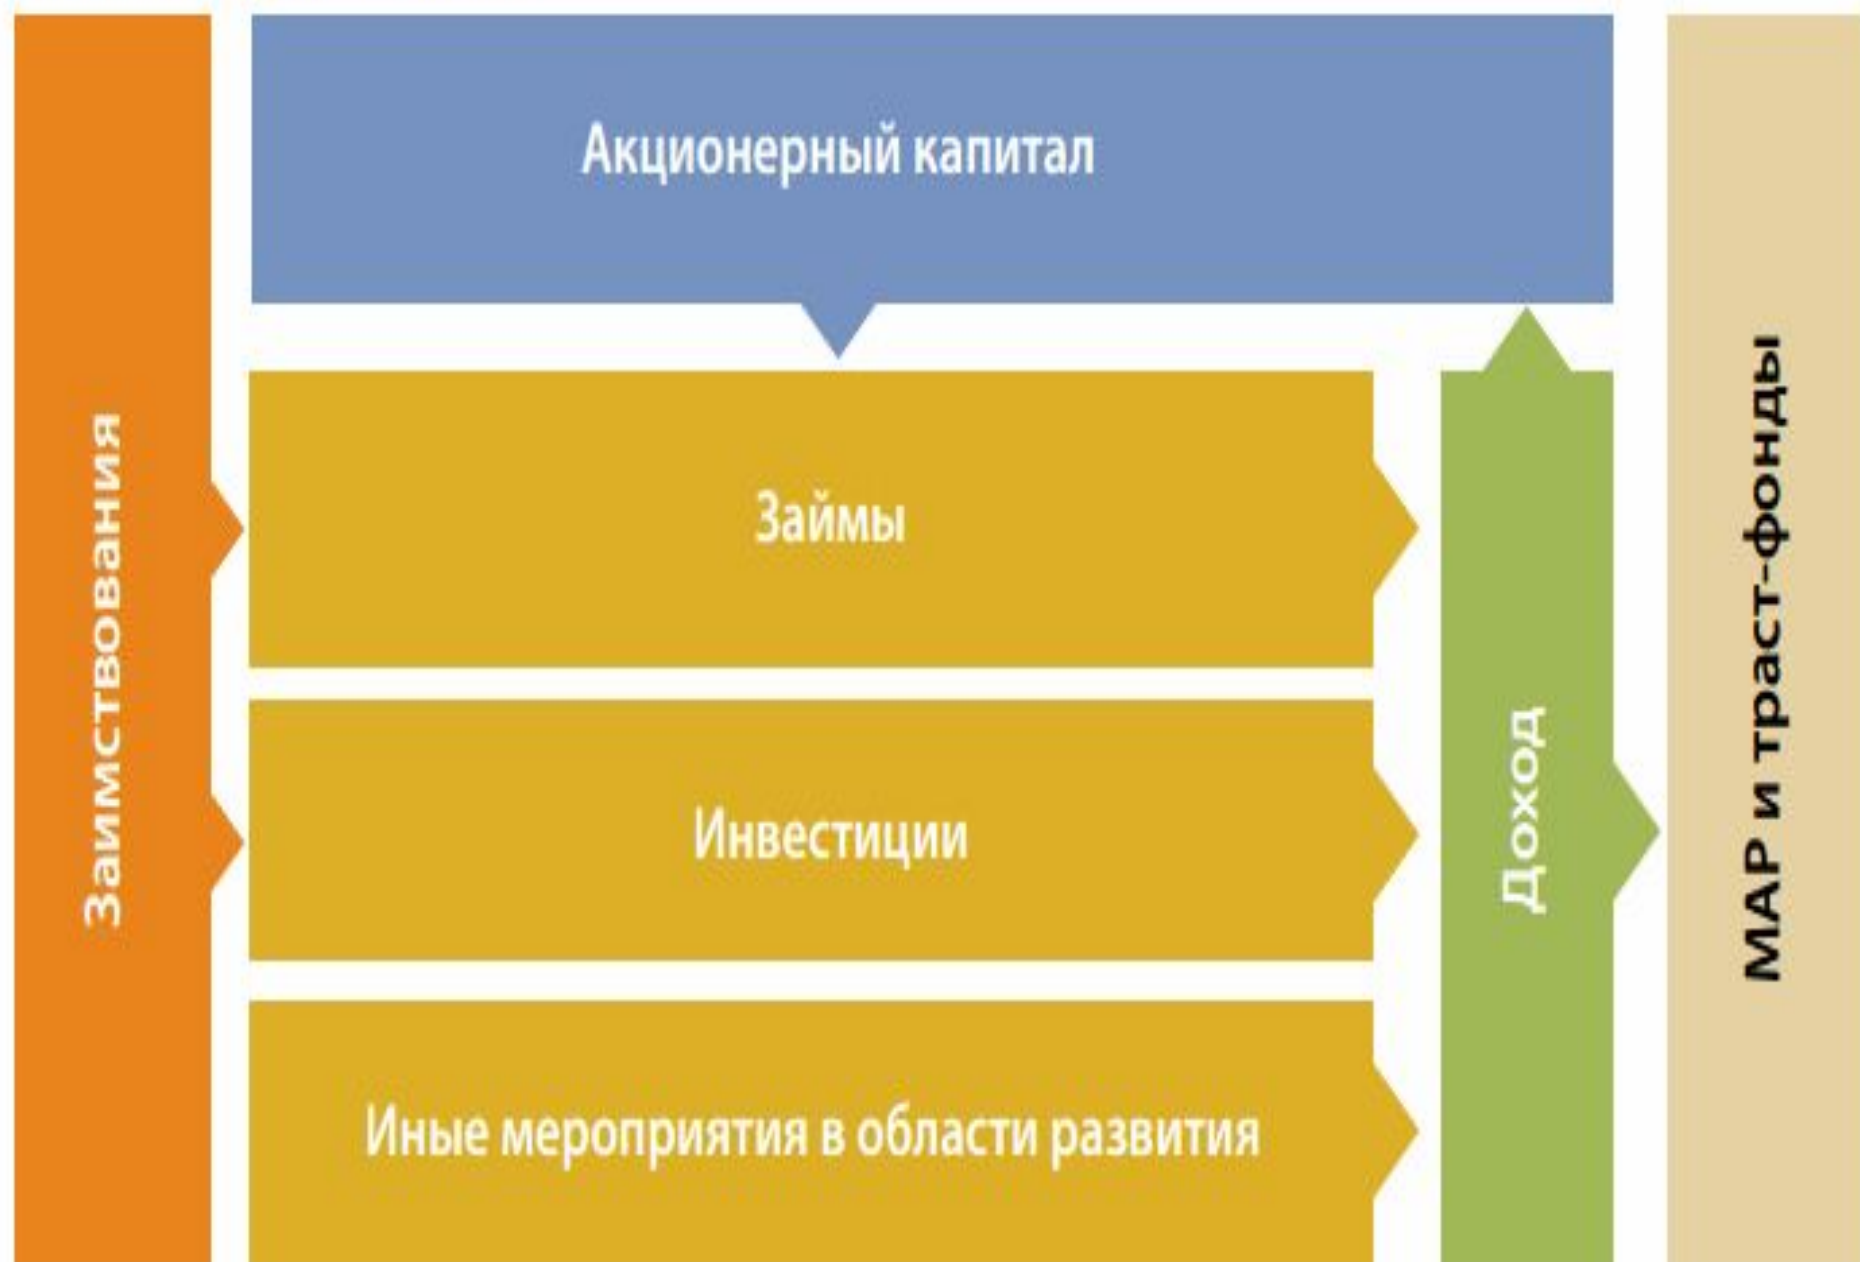 Заимствования
Акционерный капитал
Займы
Инвестиции
Иные мероприятия в области развития
Доход
МАР и траст-фонды